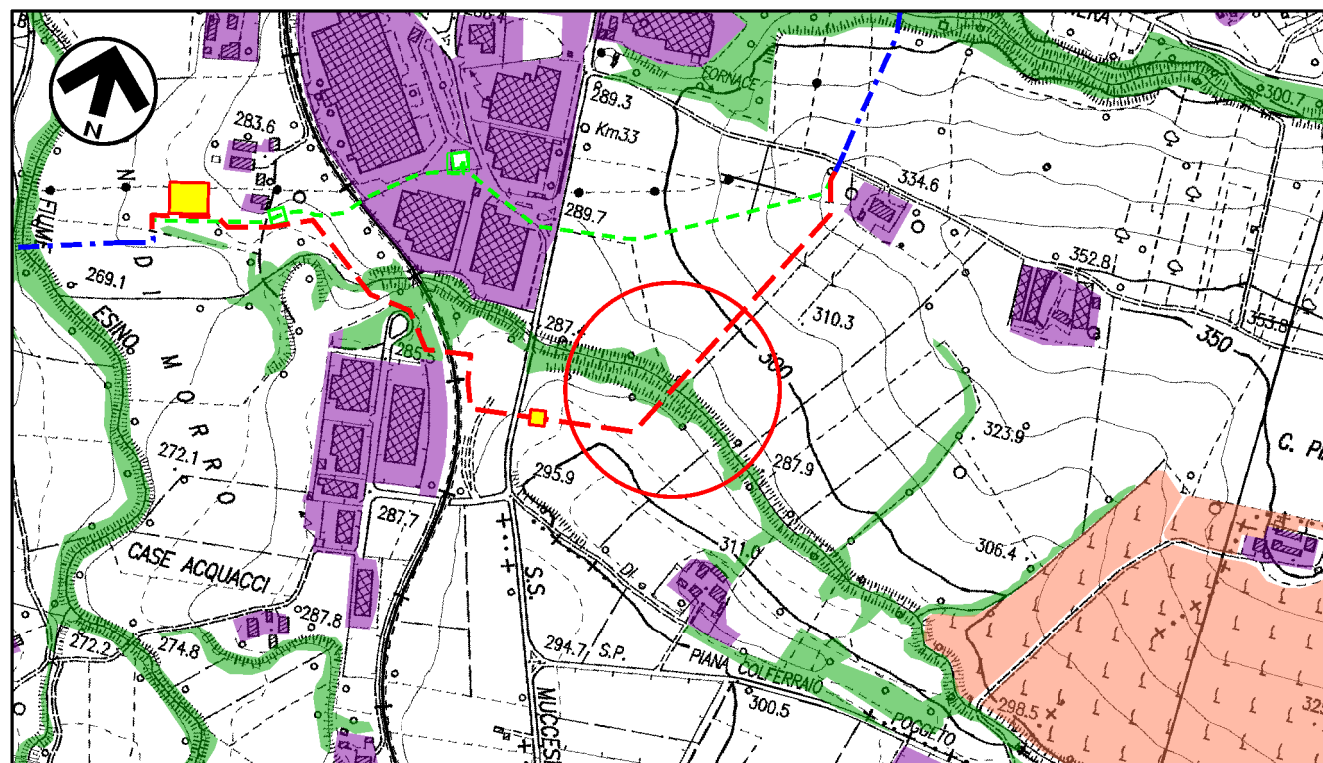 N
283.6
FORNACE
289.3
Km33
300.7
334.6
289.7
352.8
353.8
350
FIUME
ESINO
N
DI
MORRO
269.1
287.4
310.3
300
285.5
272.1
295.9
287.9
323.9
C. PI
287.7
CASE ACQUACCI
311.0
306.4
DI
S.S.
287.8
272.2
274.8
294.7
S.P.
PIANA COLFERRAIO
300.5
POGGETO
298.5
MUCCESE